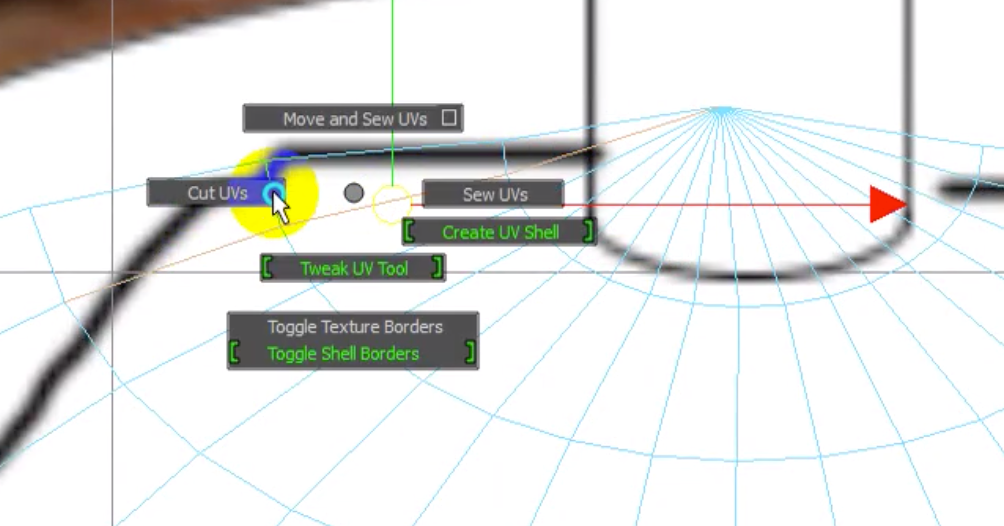 Move and Sew UVs
Cut UVs
Sew UVs
Create UV Shell
Tweak UV Tool
Toggle Texture Borders
Toggle Shell Borders